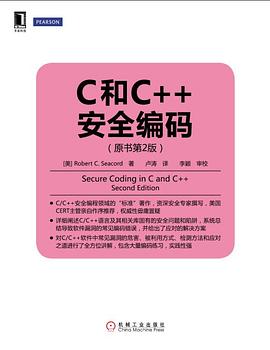 PEARSON
C和C++
安全编码
(原书第2版)
[美] Robert C. Seacord 著 卢涛 译 李颖 审校
Secure Coding in C and C++
Second Edition
C/C++安全编程领域的“标准”著作，资深安全专家撰写，美国
CERT主管亲自作序推荐，权威性毋庸置疑
详细阐述C/C++语言及其相关库固有的安全问题和陷阱，系统总
结导致软件漏洞的常见编码错误，并给出了应对的解决方案
对C/C++软件中常见漏洞的危害、被利用方式、检测方法和应对
之道进行了全方位讲解，包含大量编码练习，实践性强
机械工业出版社
China Machine Press